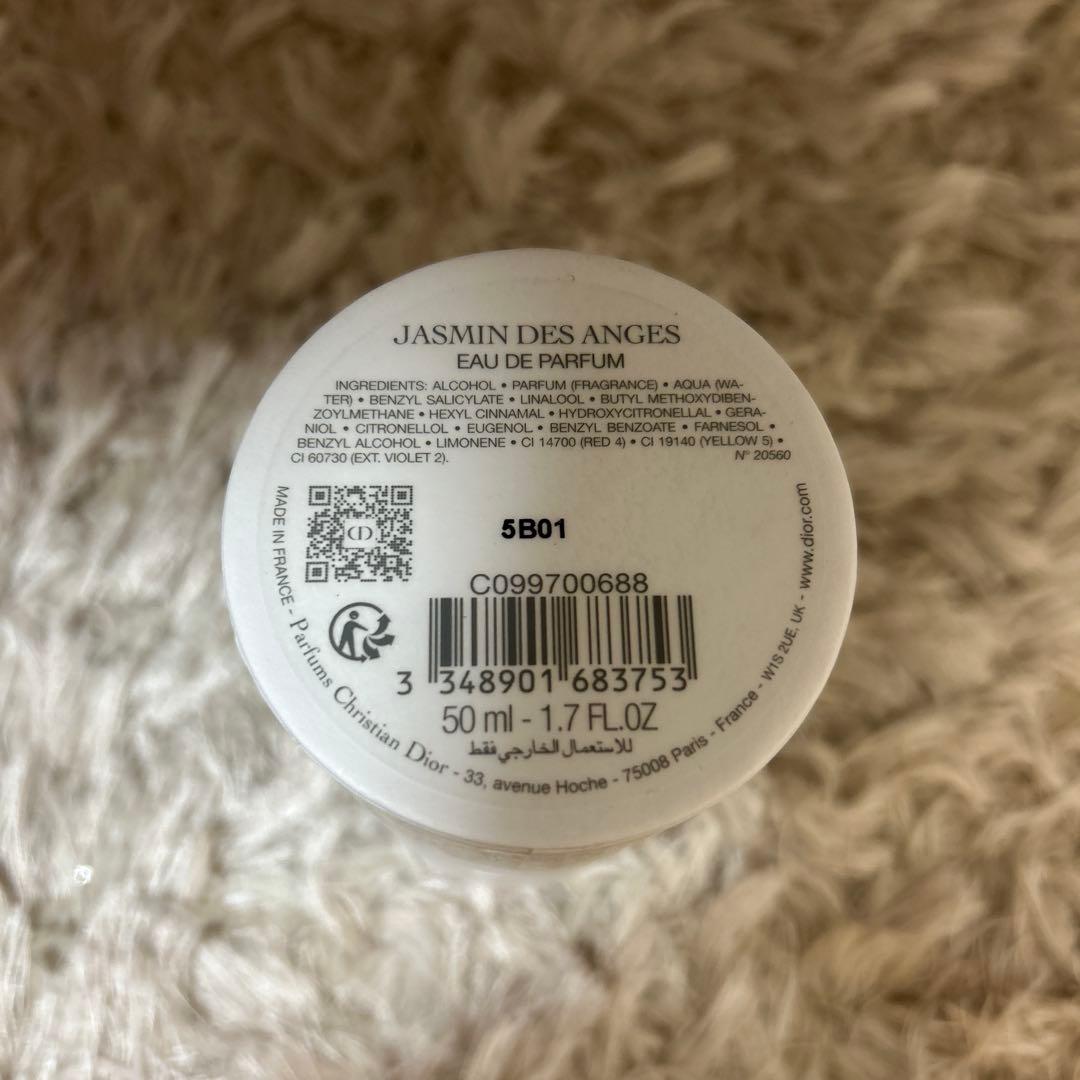 JASMIN DES ANGES
EAU DE PARFUM
INGREDIENTS: ALCOHOL • PARFUM (FRAGRANCE) • AQUA (WA-
TER) • BENZYL SALICYLATE • LINALOOL • BUTYL METHOXYDIBEN-
ZOYLMETHANE • HEXYL CINNAMAL • HYDROXYCITRONELLAL • GERA-
NIOL • CITRONELLOL • EUGENOL • BENZYL BENZOATE • FARNESOL •
BENZYL ALCOHOL • LIMONENE • CI 14700 (RED 4) • CI 19140 (YELLOW 5) •
CI 60730 (EXT. VIOLET 2). N° 20560
CD
5B01
C099700688
3 348901 683753
50 ml - 1.7 FL.OZ
للاستعمال الخارجي فقط
MADE IN FRANCE - Parfums Christian Dior - 33, avenue Hoche - 75008 Paris - France - W1S 2UE, UK - www.dior.com